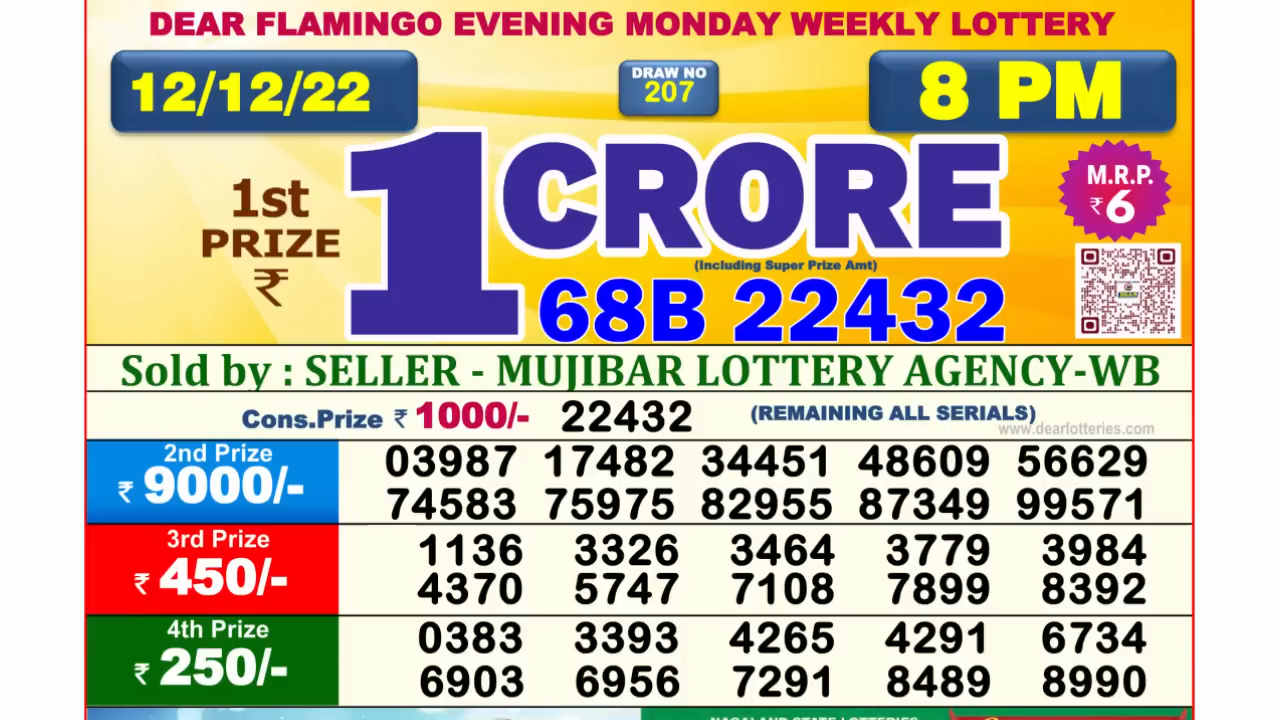 DEAR FLAMINGO EVENING MONDAY WEEKLY LOTTERY
12/12/22
DRAW NO
207
8 PM
1st
PRIZE
₹
1 CRORE
(Including Super Prize Amt)
68B 22432
M.R.P.
₹ 6
Sold by : SELLER - MUJIBAR LOTTERY AGENCY-WB
Cons.Prize ₹ 1000/- 22432 (REMAINING ALL SERIALS)
www.dearlotteries.com
2nd Prize
₹ 9000/-
03987 17482 34451 48609 56629
74583 75975 82955 87349 99571
3rd Prize
₹ 450/-
1136 3326 3464 3779 3984
4370 5747 7108 7899 8392
4th Prize
₹ 250/-
0383 3393 4265 4291 6734
6903 6956 7291 8489 8990
NAGALAND STATE LOTTERIES